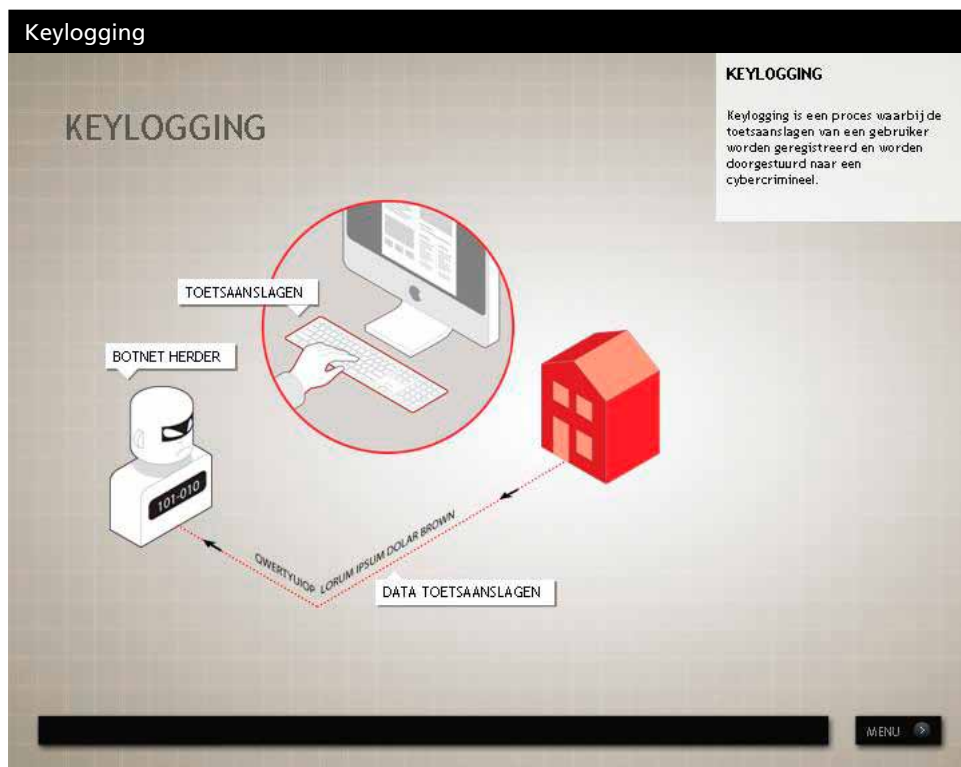 Keylogging
KEYLOGGING
KEYLOGGING
Keylogging is een proces waarbij de
toetsaanslagen van een gebruiker
worden geregistreerd en worden
doorgestuurd naar een
cybercrimineel.
TOETSAANSLAGEN
BOTNET HERDER
101-010
QWERTYUIOP LORUM IPSUM DOLAR BROWN
DATA TOETSAANSLAGEN
MENU